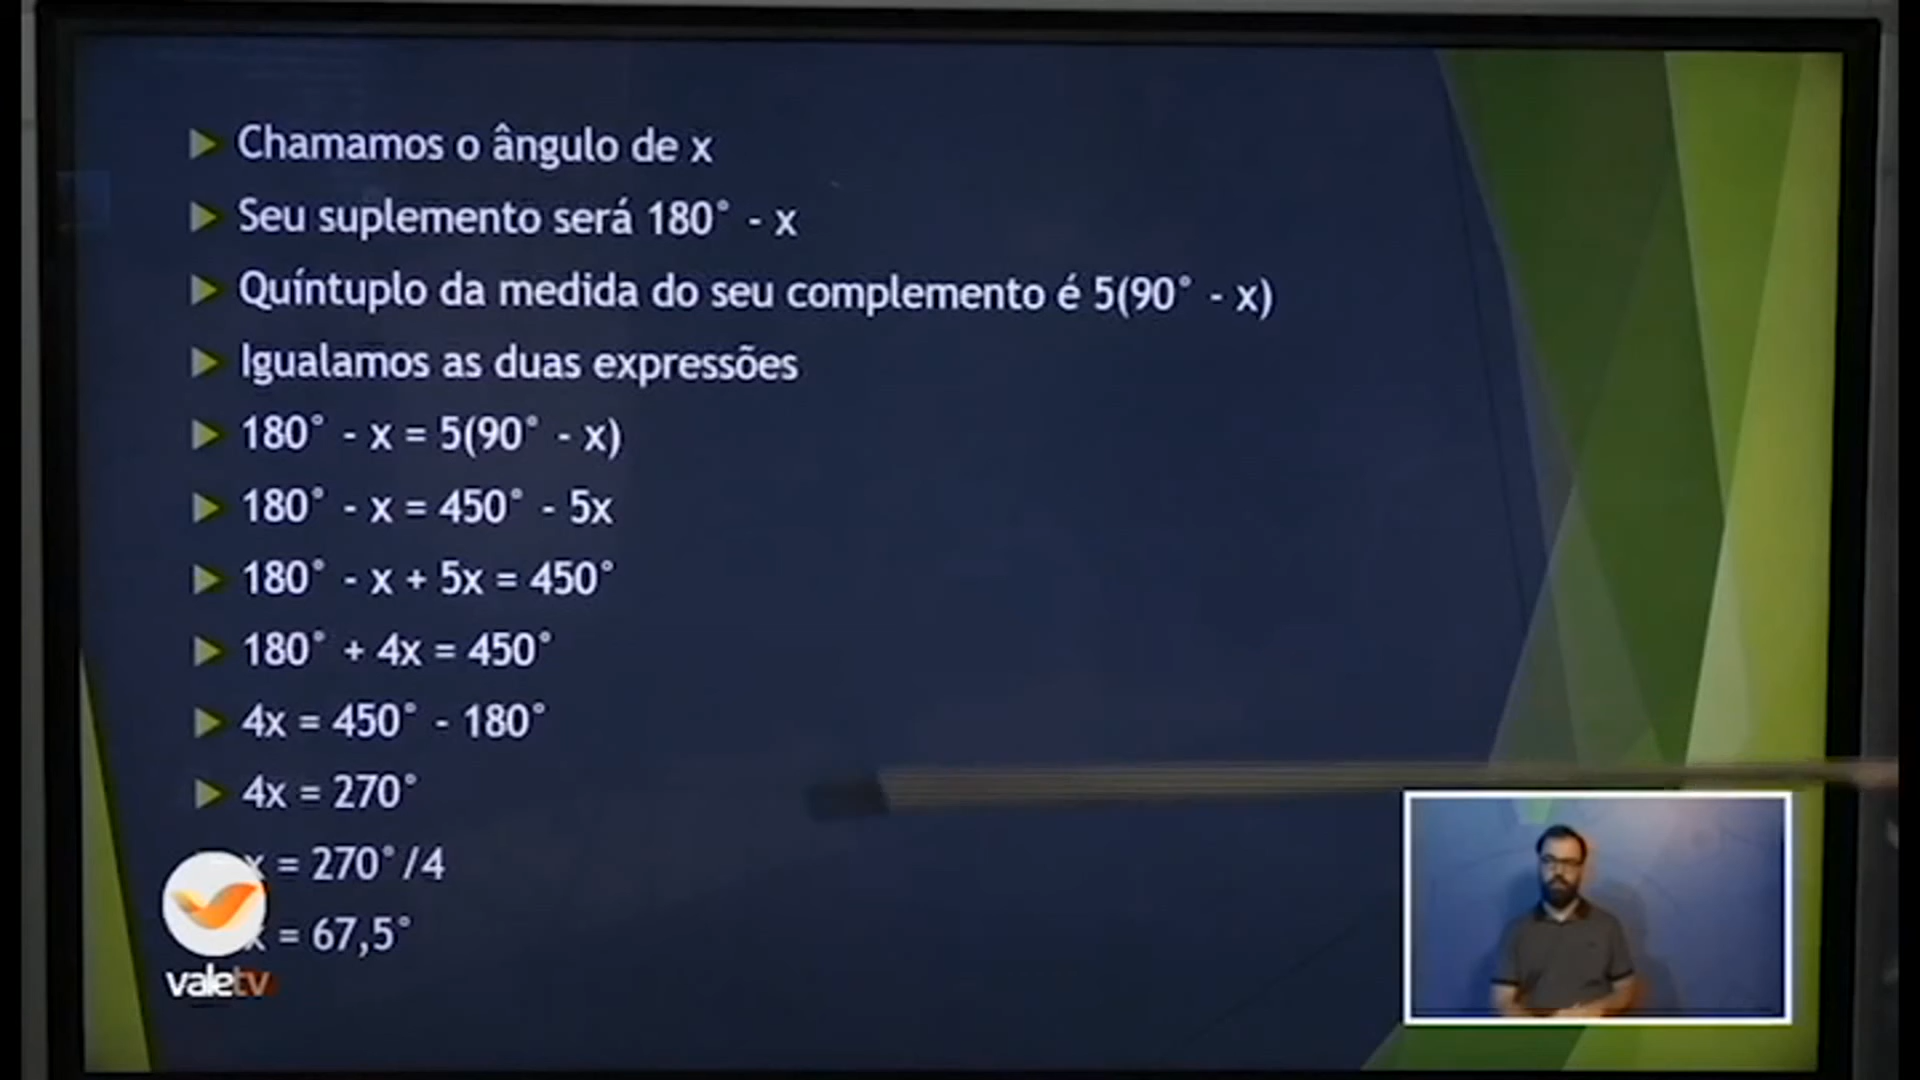 Chamamos o ângulo de x
Seu suplemento será 180° - x
Quíntuplo da medida do seu complemento é 5(90° - x)
Igualamos as duas expressões
180° - x = 5(90° - x)
180° - x = 450° - 5x
180° - x + 5x = 450°
180° + 4x = 450°
4x = 450° - 180°
4x = 270°
x = 270°/4
x = 67,5°
valetv